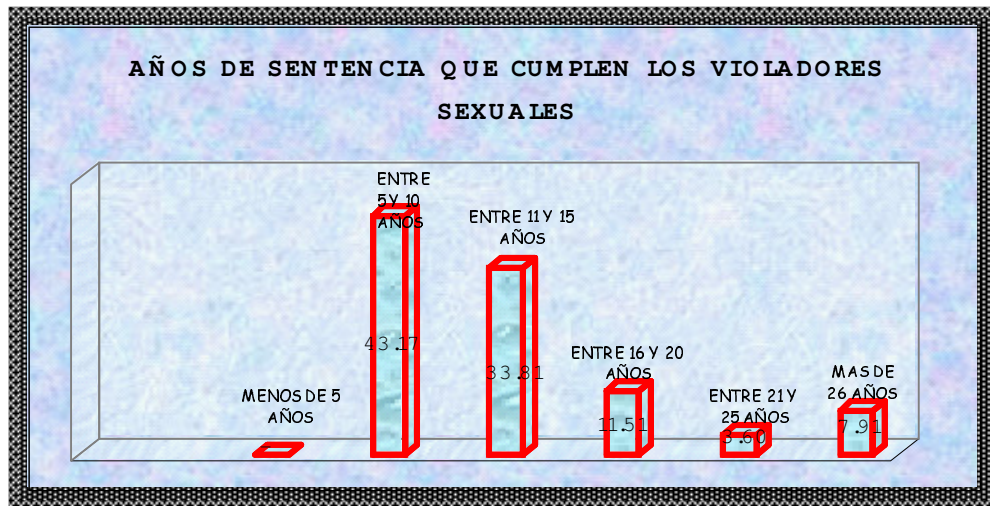 AÑOS DE SENTENCIA QUE CUMPLEN LOS VIOLADORES
SEXUALES
MENOS DE 5
AÑOS
ENTRE
5 Y 10
AÑOS
43.17
ENTRE 11 Y 15
AÑOS
33.81
ENTRE 16 Y 20
AÑOS
11.51
ENTRE 21 Y
25 AÑOS
3.60
MAS DE
26 AÑOS
7.91